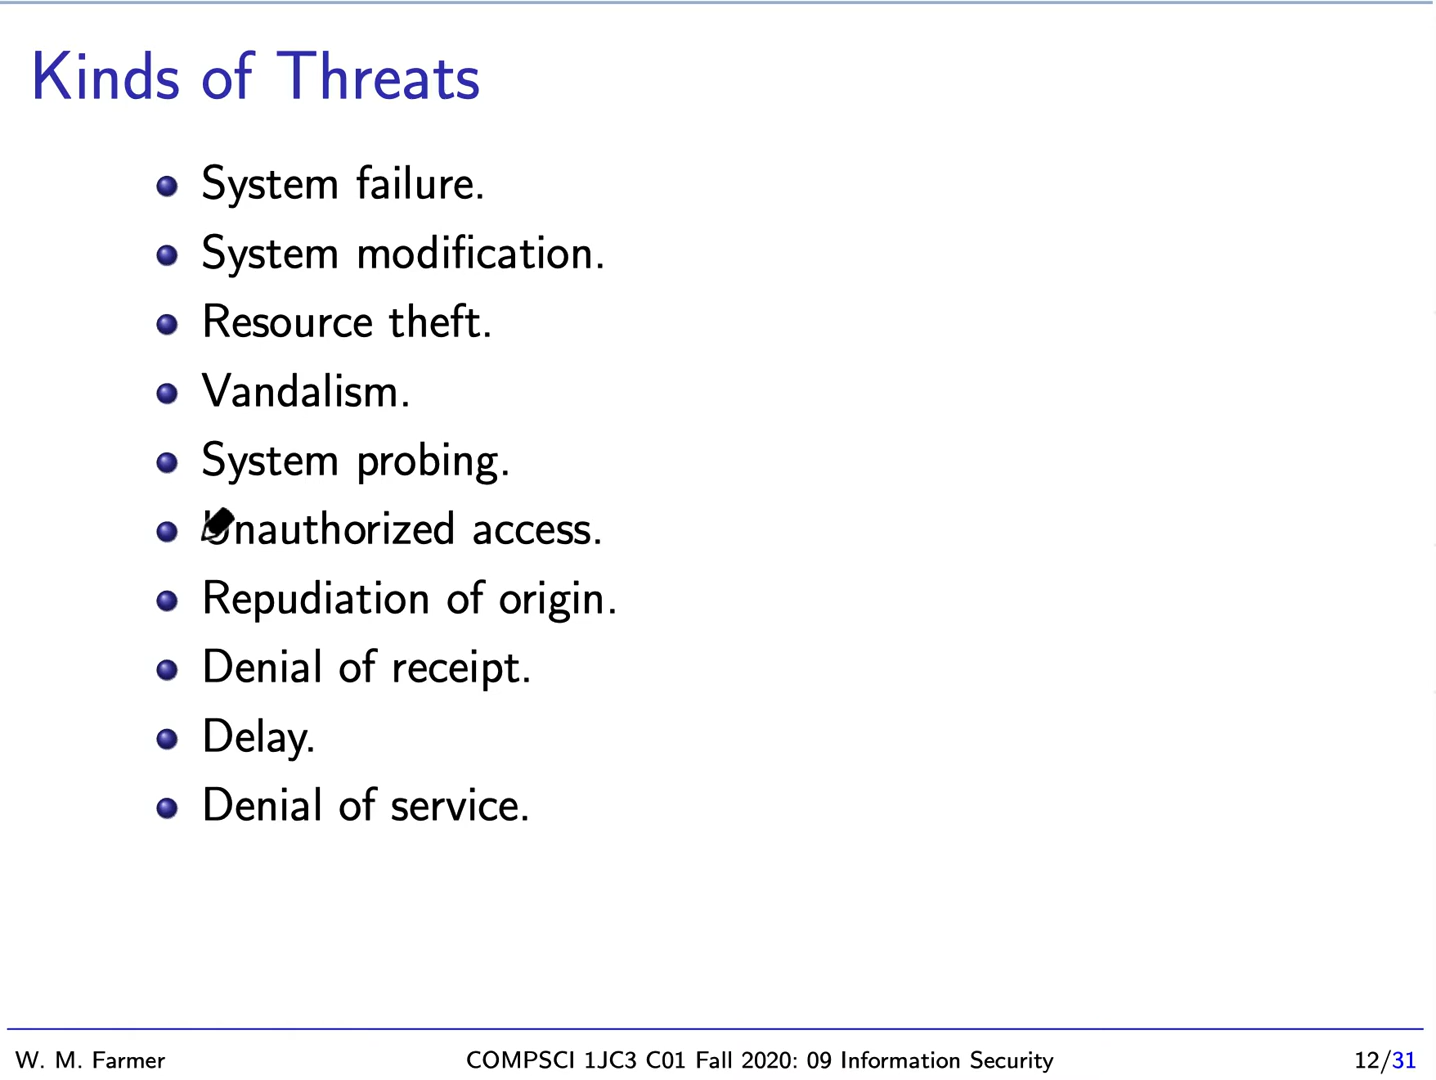 Kinds of Threats
System failure.
System modification.
Resource theft.
Vandalism.
System probing.
Unauthorized access.
Repudiation of origin.
Denial of receipt.
Delay.
Denial of service.
W. M. Farmer COMPSCI 1JC3 C01 Fall 2020: 09 Information Security 12/31